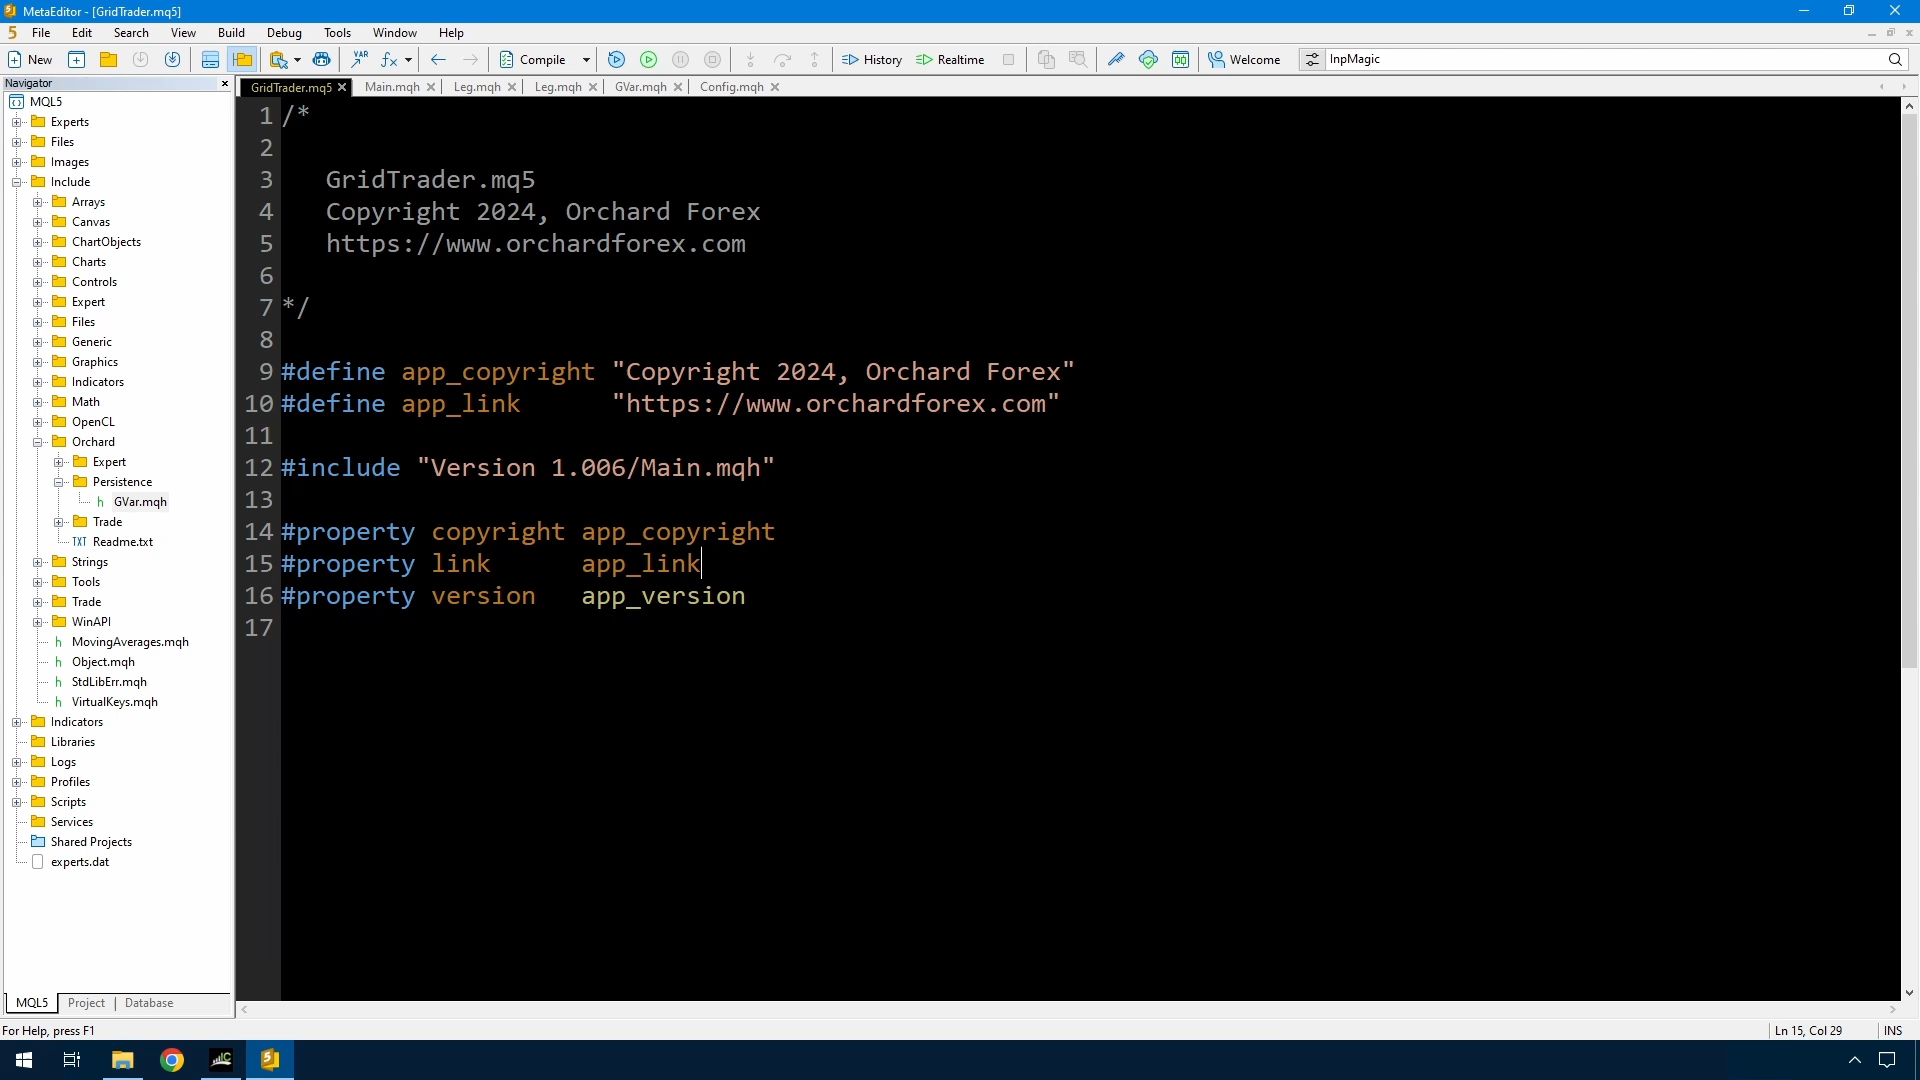 MetaEditor - [GridTrader.mq5]
File Edit Search View Build Debug Tools Window Help
New VAR Compile History Realtime Welcome InpMagic
Navigator
GridTrader.mq5 Main.mqh Leg.mqh Leg.mqh GVar.mqh Config.mqh
MQL5
Experts
Files
Images
Include
Arrays
Canvas
ChartObjects
Charts
Controls
Expert
Files
Generic
Graphics
Indicators
Math
OpenCL
Orchard
Expert
Persistence
GVar.mqh
Trade
TXT Readme.txt
Strings
Tools
Trade
WinAPI
MovingAverages.mqh
Object.mqh
StdLibErr.mqh
VirtualKeys.mqh
Indicators
Libraries
Logs
Profiles
Scripts
Services
Shared Projects
experts.dat
MQL5 Project Database
1 /*
2
3 GridTrader.mq5
4 Copyright 2024, Orchard Forex
5 https://www.orchardforex.com
6
7 */
8
9 #define app_copyright "Copyright 2024, Orchard Forex"
10 #define app_link "https://www.orchardforex.com"
11
12 #include "Version 1.006/Main.mqh"
13
14 #property copyright app_copyright
15 #property link app_link
16 #property version app_version
17
For Help, press F1
Ln 15, Col 29 INS